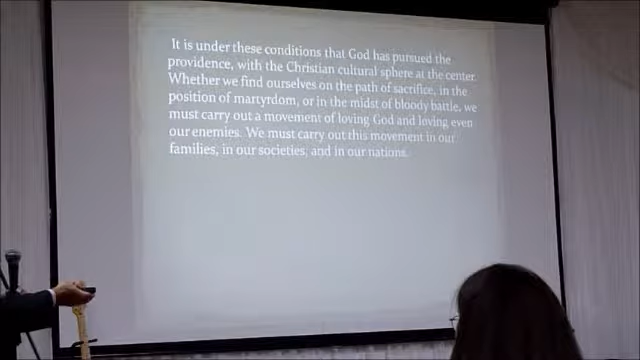 It is under these conditions that God has pursued the
providence, with the Christian cultural sphere at the center.
Whether we find ourselves on the path of sacrifice, in the
position of martyrdom, or in the midst of bloody battle, we
must carry out a movement of loving God and loving even
our enemies. We must carry out this movement in our
families, in our societies, and in our nations.